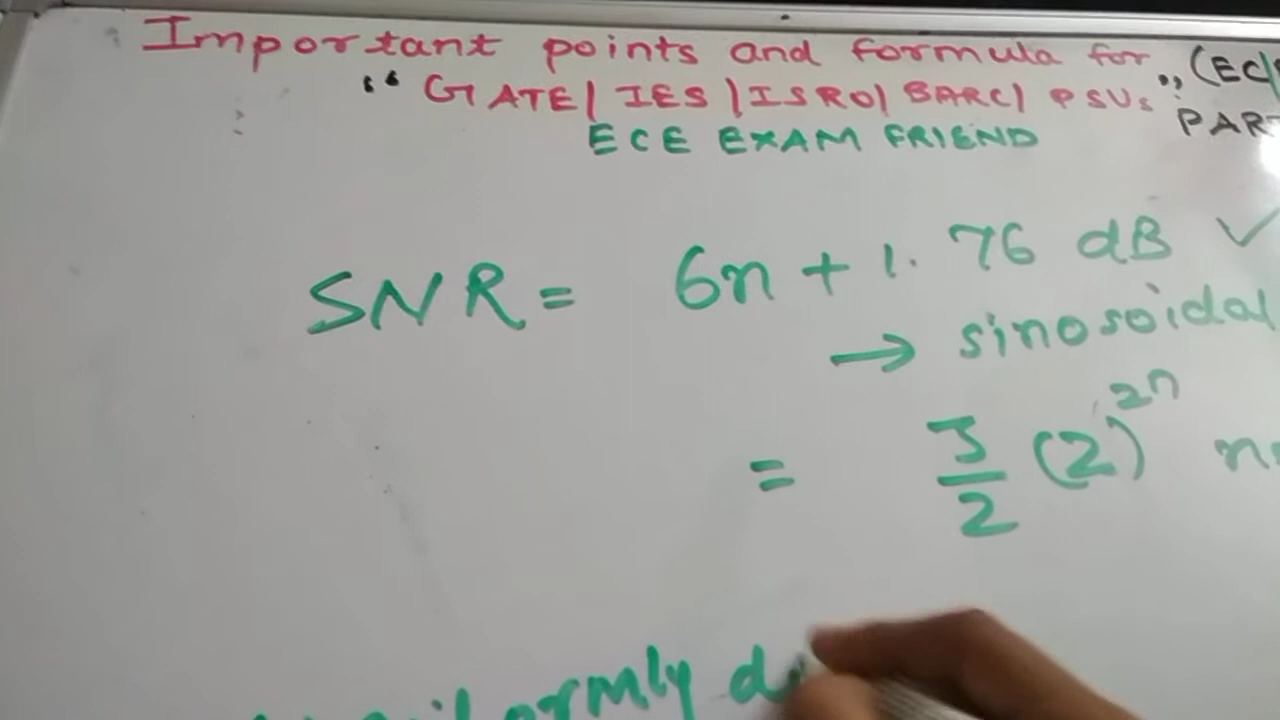 Important points and formula for
"GATE/ IES /ISRO/ BARC/ PSUs" (EC/
ECE EXAM FRIEND PART
SNR = 6n + 1.76 dB ✓
→ sinosoidal
= 3/2 (2)^2n